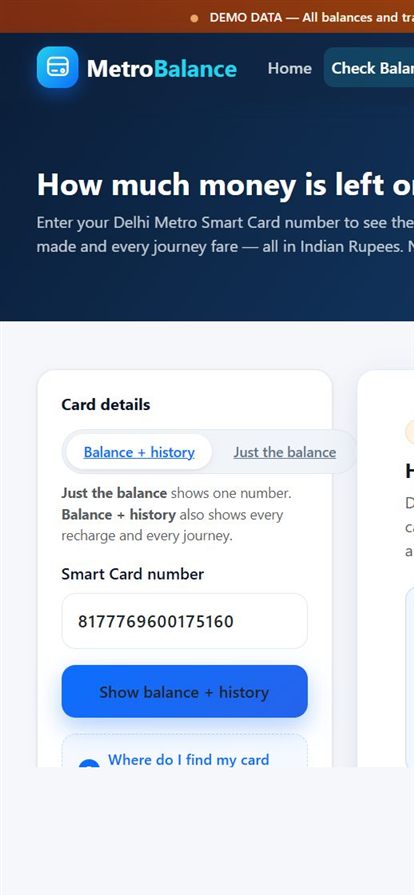 DEMO DATA — All balances and tra
MetroBalance
Home
Check Balan
How much money is left o
Enter your Delhi Metro Smart Card number to see the
made and every journey fare — all in Indian Rupees. N
Card details
Balance + history
Just the balance
Just the balance shows one number.
Balance + history also shows every
recharge and every journey.
Smart Card number
8177769600175160
Show balance + history
Where do I find my card
H
D
ca
a